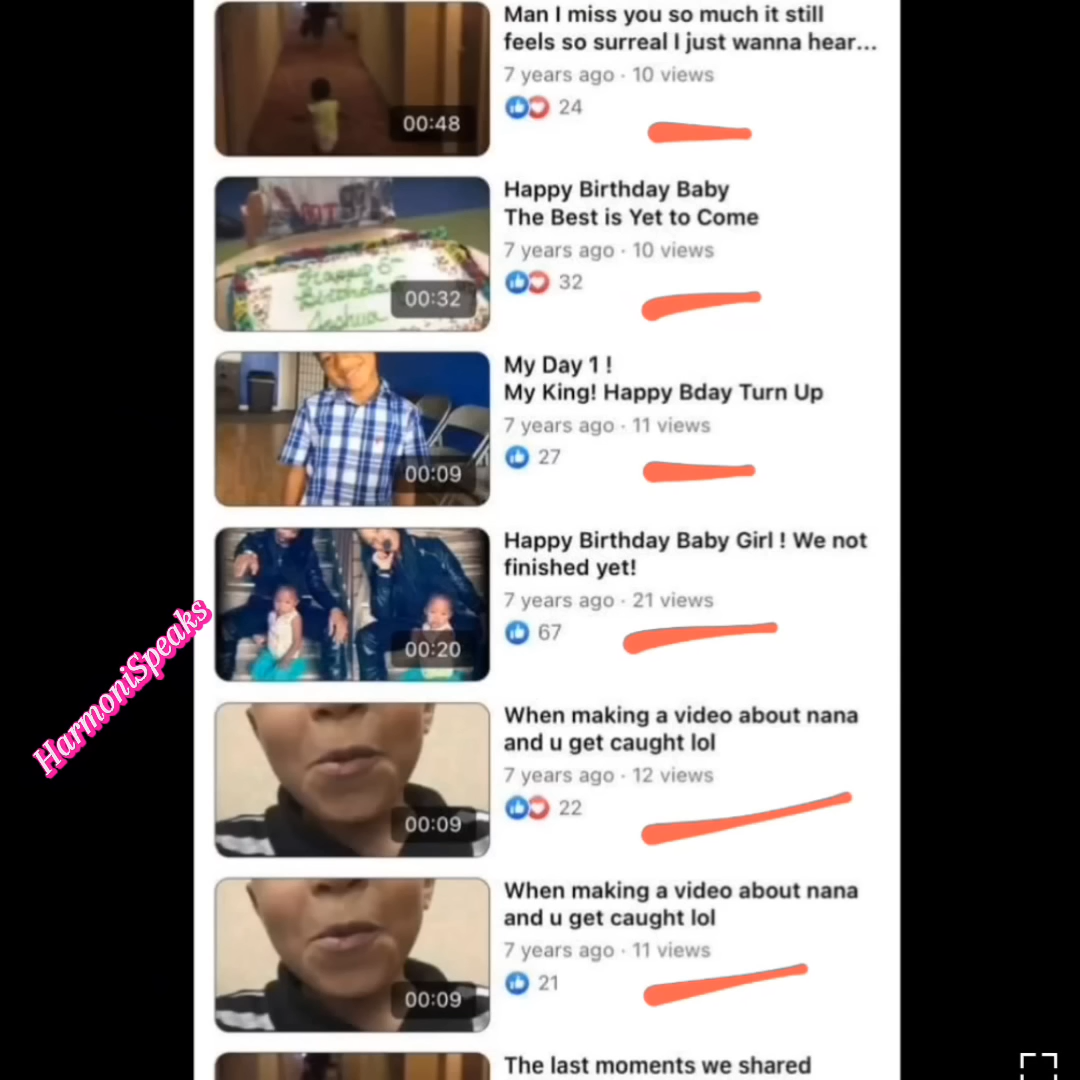 Man I miss you so much it still
feels so surreal I just wanna hear...
7 years ago · 10 views
24
00:48
Happy Birthday Baby
The Best is Yet to Come
7 years ago · 10 views
32
Happy 6th
Birthday
Joshua
00:32
My Day 1 !
My King! Happy Bday Turn Up
7 years ago · 11 views
27
00:09
Happy Birthday Baby Girl ! We not
finished yet!
7 years ago · 21 views
67
00:20
HarmoniSpeaks
When making a video about nana
and u get caught lol
7 years ago · 12 views
22
00:09
When making a video about nana
and u get caught lol
7 years ago · 11 views
21
00:09
The last moments we shared